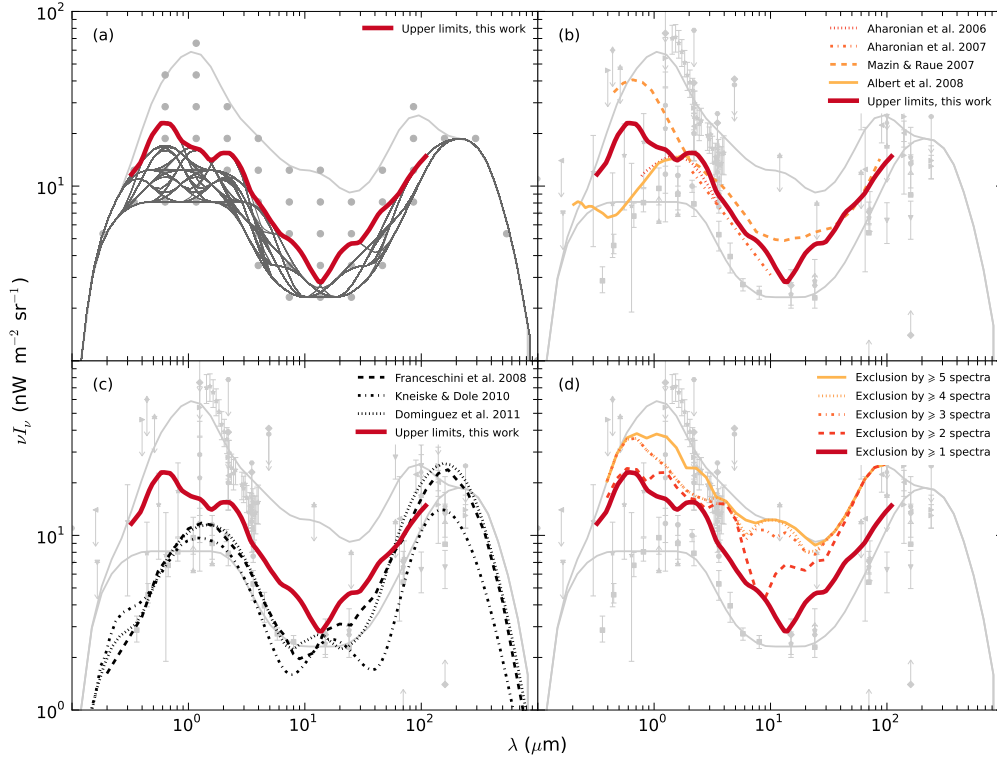 (a)
Upper limits, this work
(b)
Aharonian et al. 2006
Aharonian et al. 2007
Mazin & Raue 2007
Albert et al. 2008
Upper limits, this work
10²
10¹
(c)
Franceschini et al. 2008
Kneiske & Dole 2010
Dominguez et al. 2011
Upper limits, this work
(d)
Exclusion by ⩾ 5 spectra
Exclusion by ⩾ 4 spectra
Exclusion by ⩾ 3 spectra
Exclusion by ⩾ 2 spectra
Exclusion by ⩾ 1 spectra
10¹
10⁰
10⁰ 10¹ 10² 10⁰ 10¹ 10²
νIᵥ (nW m⁻² sr⁻¹)
λ (μm)